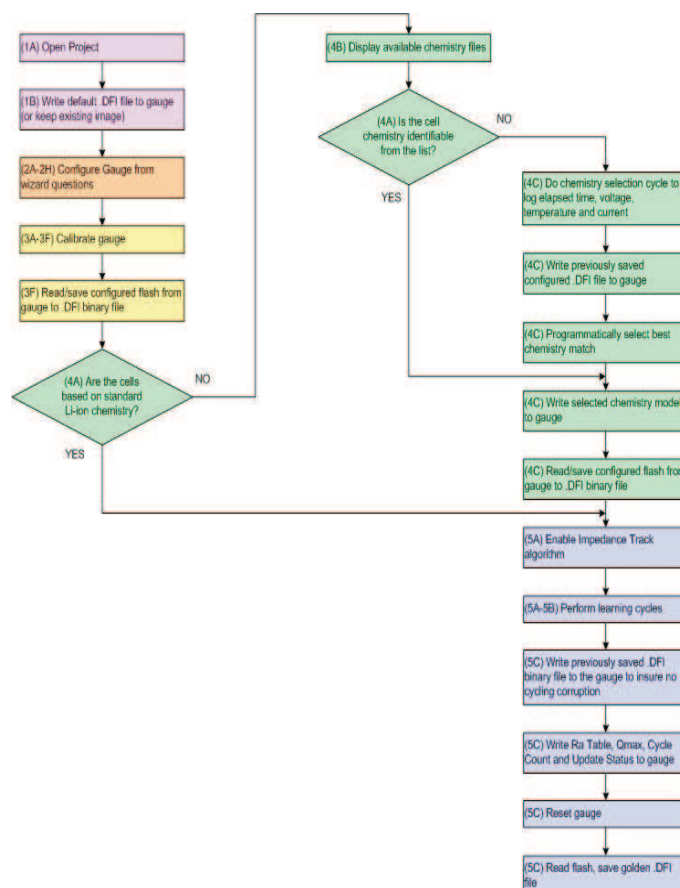 (1A) Open Project
(1B) Write default .DFI file to gauge
(or keep existing image)
(2A-2H) Configure Gauge from
wizard questions
(3A-3F) Calibrate gauge
(3F) Read/save configured flash from
gauge to .DFI binary file
(4A) Are the cells
based on standard
Li-ion chemistry?
NO
YES
(4B) Display available chemistry files
(4A) Is the cell
chemistry identifiable
from the list?
NO
YES
(4C) Do chemistry selection cycle to
log elapsed time, voltage,
temperature and current
(4C) Write previously saved
configured .DFI file to gauge
(4C) Programmatically select best
chemistry match
(4C) Write selected chemistry model
to gauge
(4C) Read/save configured flash from
gauge to .DFI binary file
(5A) Enable Impedance Track
algorithm
(5A-5B) Perform learning cycles
(5C) Write previously saved .DFI
binary file to the gauge to insure no
cycling corruption
(5C) Write Ra Table, Qmax, Cycle
Count and Update Status to gauge
(5C) Reset gauge
(5C) Read flash, save golden .DFI
file